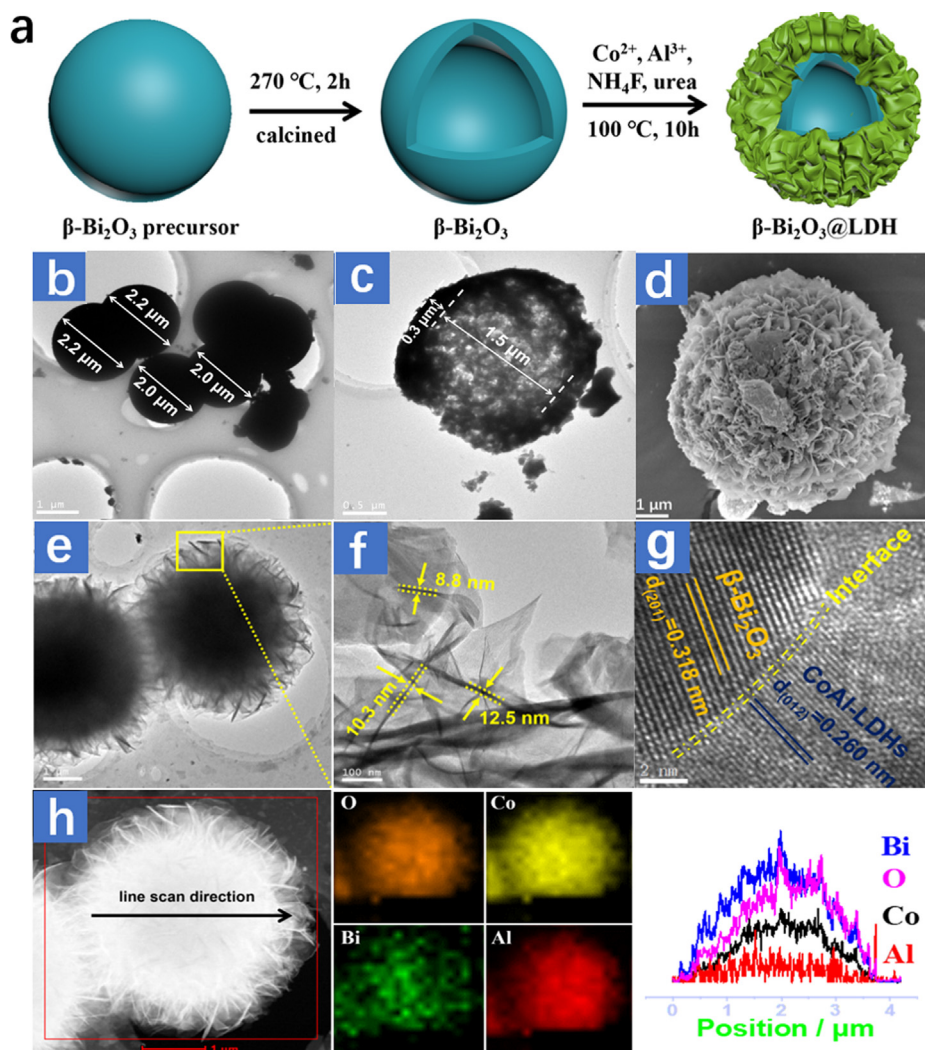 a
270 °C, 2h
calcined
Co²⁺, Al³⁺,
NH₄F, urea
100 °C, 10h
β-Bi₂O₃ precursor
β-Bi₂O₃
β-Bi₂O₃@LDH
b
2.2 μm
2.2 μm
2.0 μm
2.0 μm
1 μm
c
0.3 μm
1.5 μm
0.5 μm
d
1 μm
e
f
8.8 nm
10.3 nm
12.5 nm
100 nm
g
d₍₂₀₁₎=0.318 nm
β-Bi₂O₃
Interface
CoAl-LDHs
d₍₀₁₂₎=0.260 nm
2 nm
h
line scan direction
1 μm
O
Co
Bi
Al
Bi
O
Co
Al
0 1 2 3 4
Position / μm